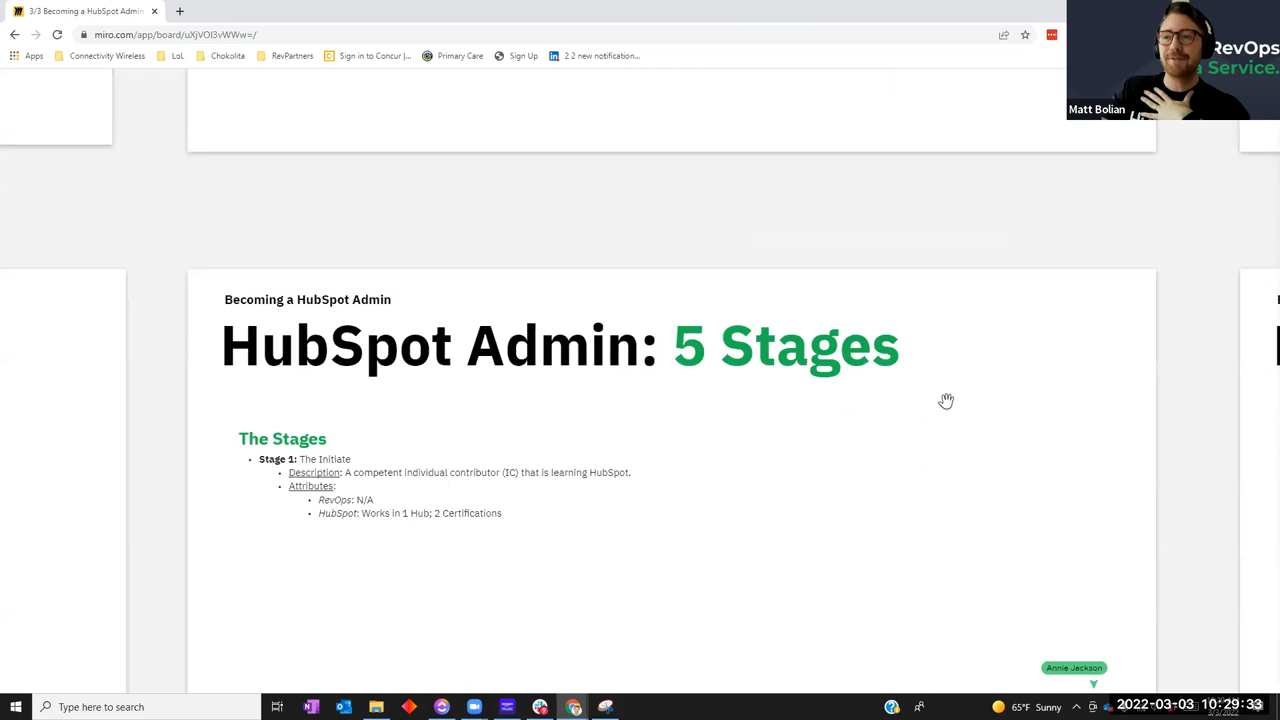 3/3 Becoming a HubSpot Admin
miro.com/app/board/uXjVOI3vWWw=/
Apps
Connectivity Wireless
LoL
Chokolita
RevPartners
Sign in to Concur |...
Primary Care
Sign Up
2 2 new notification...
RevOps
a Service.
Matt Bolian
Becoming a HubSpot Admin
HubSpot Admin: 5 Stages
The Stages
Stage 1: The Initiate
Description: A competent individual contributor (IC) that is learning HubSpot.
Attributes:
RevOps: N/A
HubSpot: Works in 1 Hub; 2 Certifications
Annie Jackson
Type here to search
65°F Sunny
2022-03-03 10:29:33